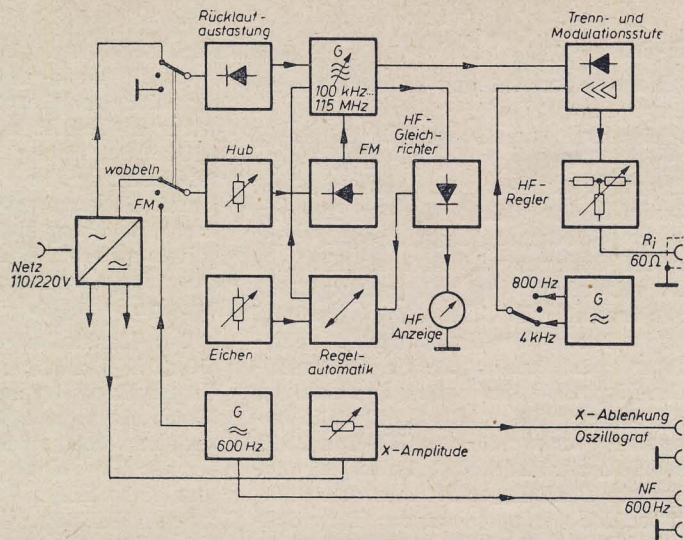 Rücklauf-
austastung
Trenn- und
Modulationsstufe
G
100 kHz...
115 MHz
HF-
Gleich-
richter
Hub
FM
wobbeln
FM
HF-
Regler
Ri
60Ω
Netz
110/220V
800 Hz
4 kHz
G
Eichen
Regel-
automatik
HF
Anzeige
G
600 Hz
X-Amplitude
X-Ablenkung
Oszillograf
NF
600 Hz